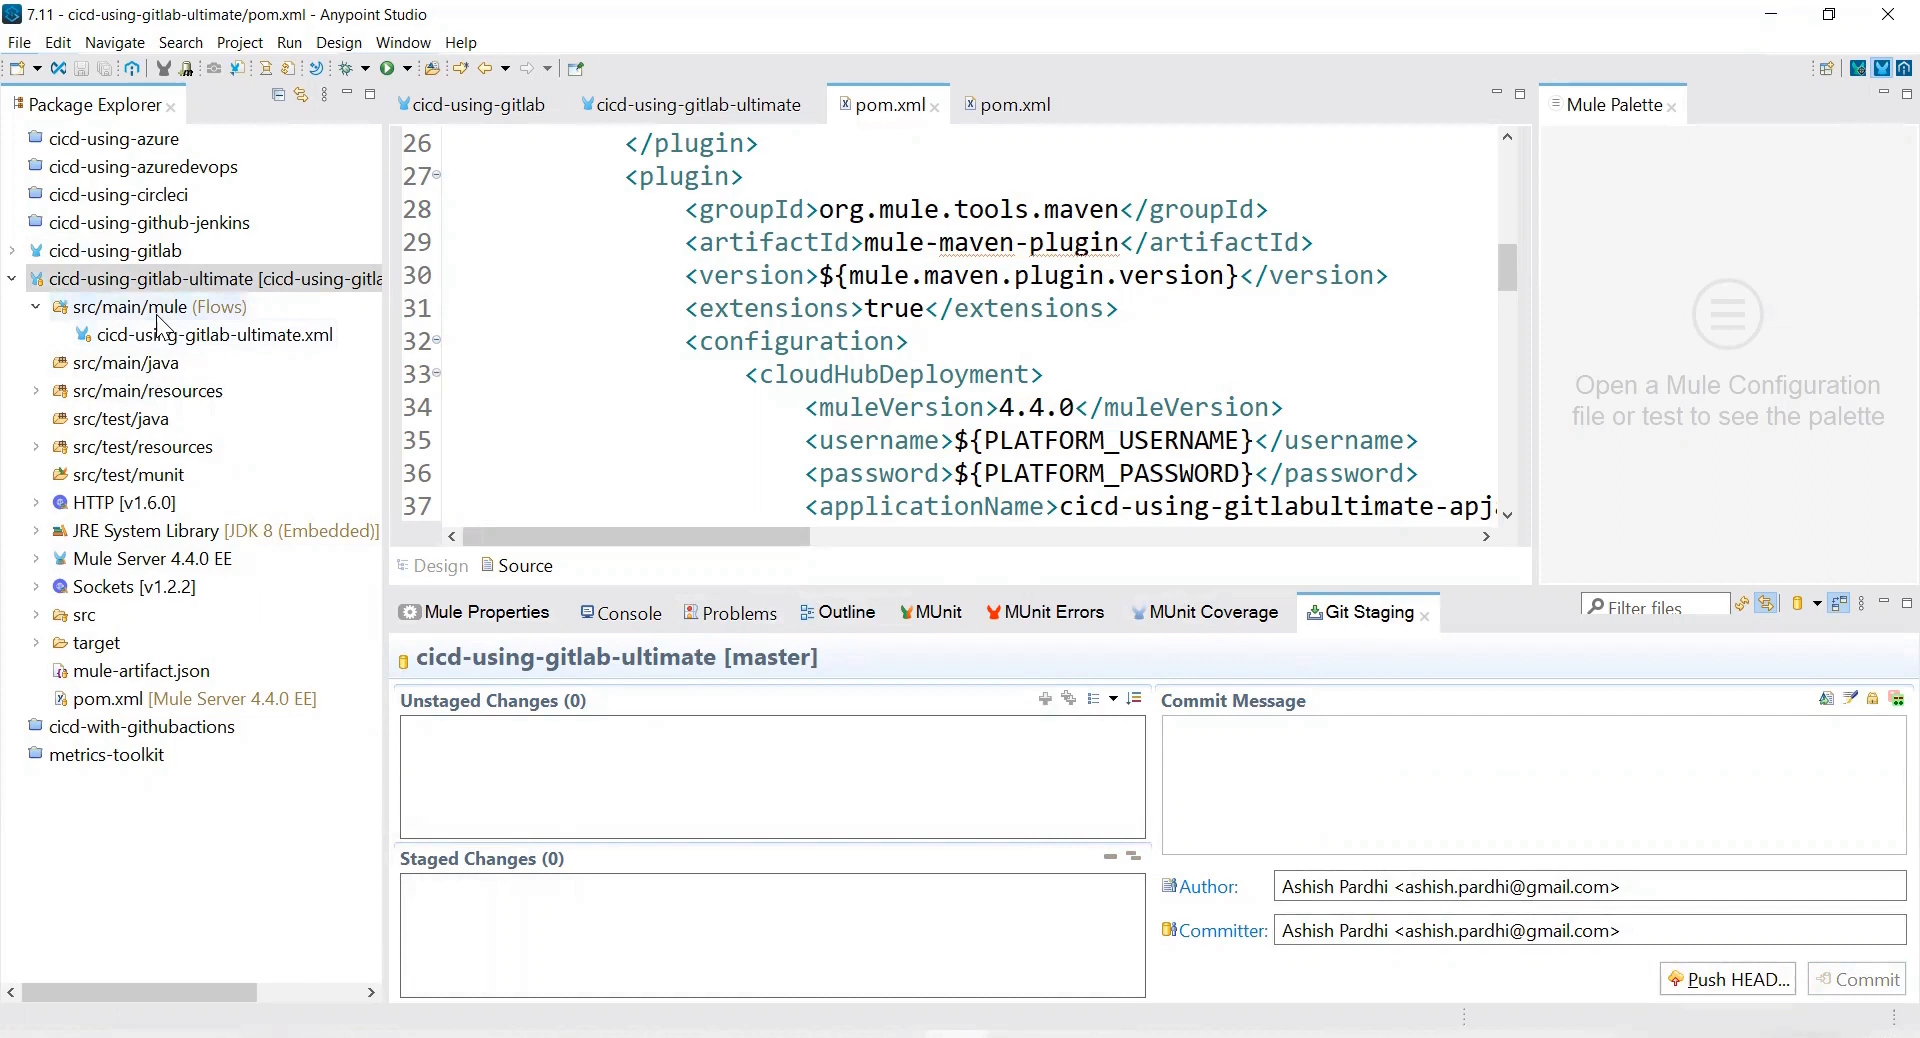 7.11 - cicd-using-gitlab-ultimate/pom.xml - Anypoint Studio
File Edit Navigate Search Project Run Design Window Help
Package Explorer
cicd-using-azure
cicd-using-azuredevops
cicd-using-circleci
cicd-using-github-jenkins
cicd-using-gitlab
cicd-using-gitlab-ultimate [cicd-using-gitla
src/main/mule (Flows)
cicd-using-gitlab-ultimate.xml
src/main/java
src/main/resources
src/test/java
src/test/resources
src/test/munit
HTTP [v1.6.0]
JRE System Library [JDK 8 (Embedded)]
Mule Server 4.4.0 EE
Sockets [v1.2.2]
src
target
mule-artifact.json
pom.xml [Mule Server 4.4.0 EE]
cicd-with-githubactions
metrics-toolkit
cicd-using-gitlab cicd-using-gitlab-ultimate pom.xml pom.xml
26 </plugin>
27 <plugin>
28 <groupId>org.mule.tools.maven</groupId>
29 <artifactId>mule-maven-plugin</artifactId>
30 <version>${mule.maven.plugin.version}</version>
31 <extensions>true</extensions>
32 <configuration>
33 <cloudHubDeployment>
34 <muleVersion>4.4.0</muleVersion>
35 <username>${PLATFORM_USERNAME}</username>
36 <password>${PLATFORM_PASSWORD}</password>
37 <applicationName>cicd-using-gitlabultimate-apj
Design Source
Mule Palette
Open a Mule Configuration
file or test to see the palette
Mule Properties Console Problems Outline MUnit MUnit Errors MUnit Coverage Git Staging
Filter files
cicd-using-gitlab-ultimate [master]
Unstaged Changes (0)
Staged Changes (0)
Commit Message
Author: Ashish Pardhi <ashish.pardhi@gmail.com>
Committer: Ashish Pardhi <ashish.pardhi@gmail.com>
Push HEAD... Commit